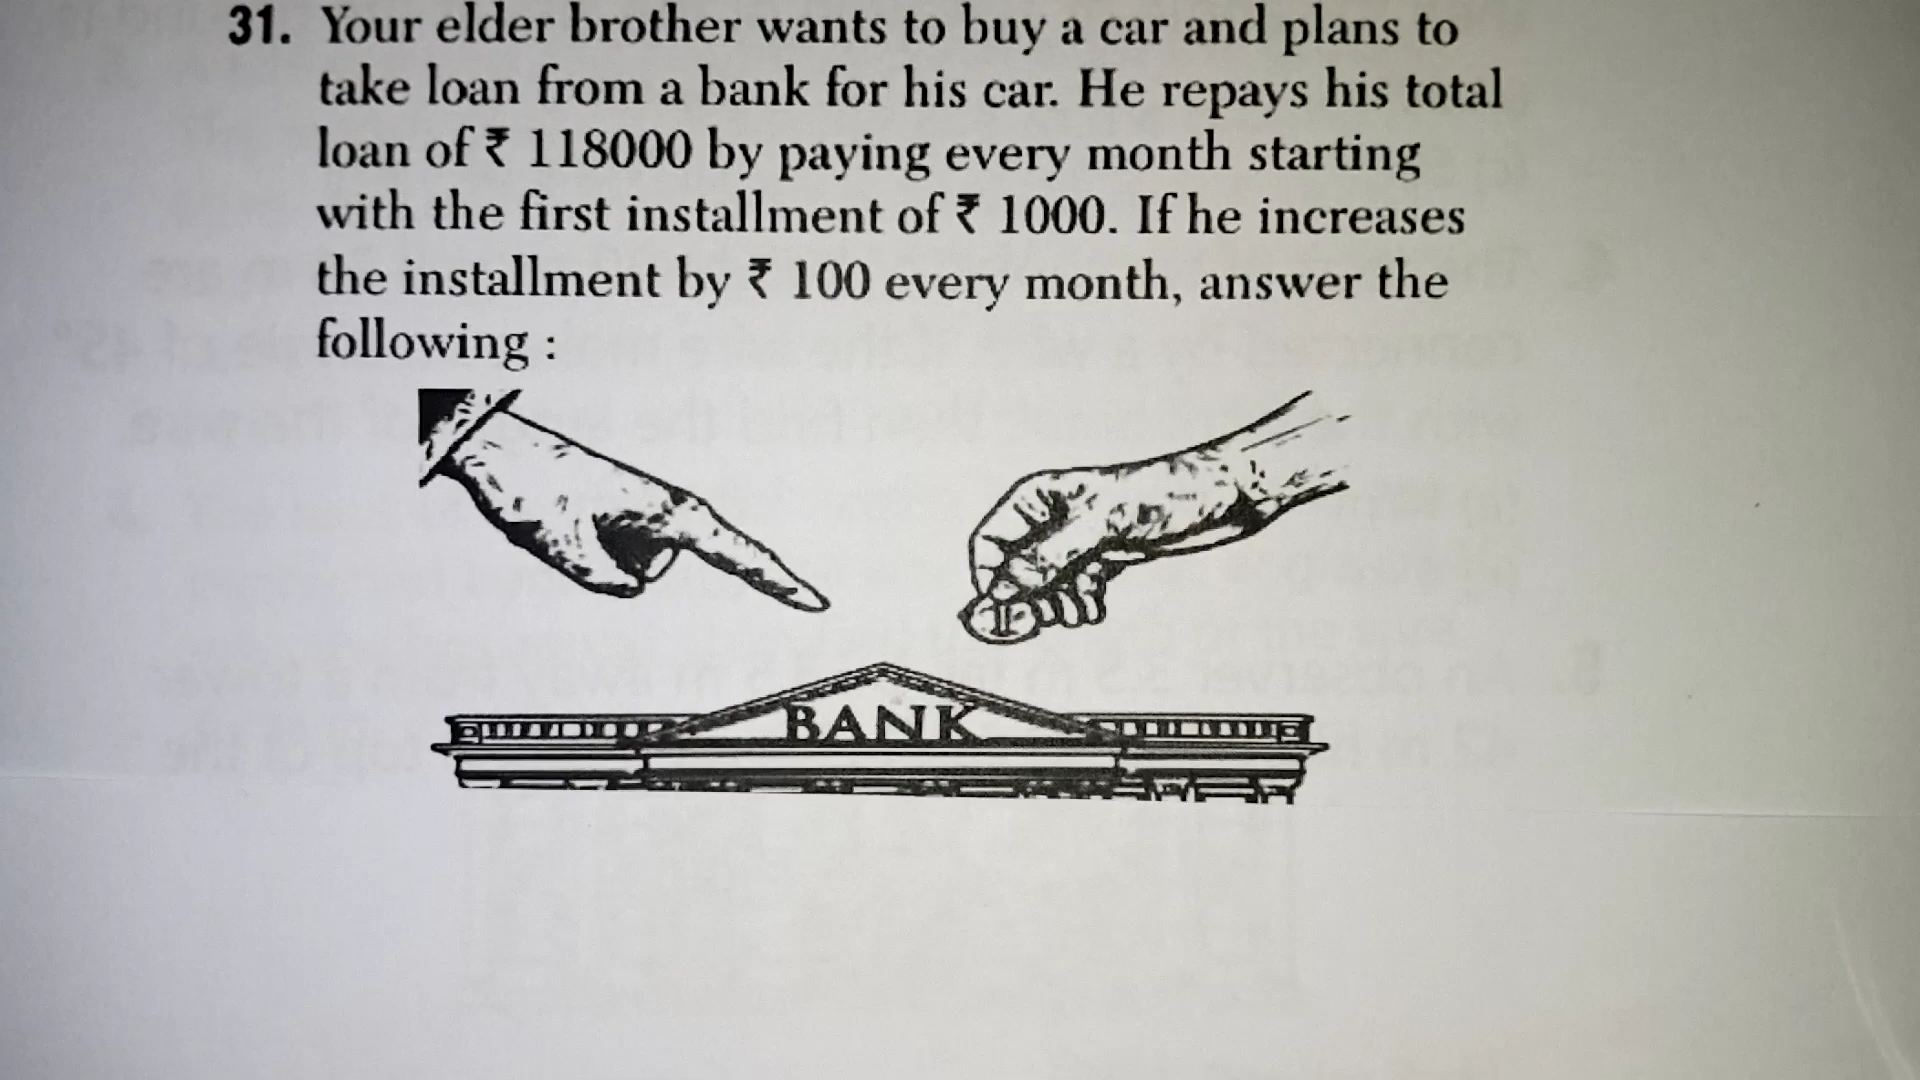 31. Your elder brother wants to buy a car and plans to
take loan from a bank for his car. He repays his total
loan of ₹ 118000 by paying every month starting
with the first installment of ₹ 1000. If he increases
the installment by ₹ 100 every month, answer the
following :
BANK